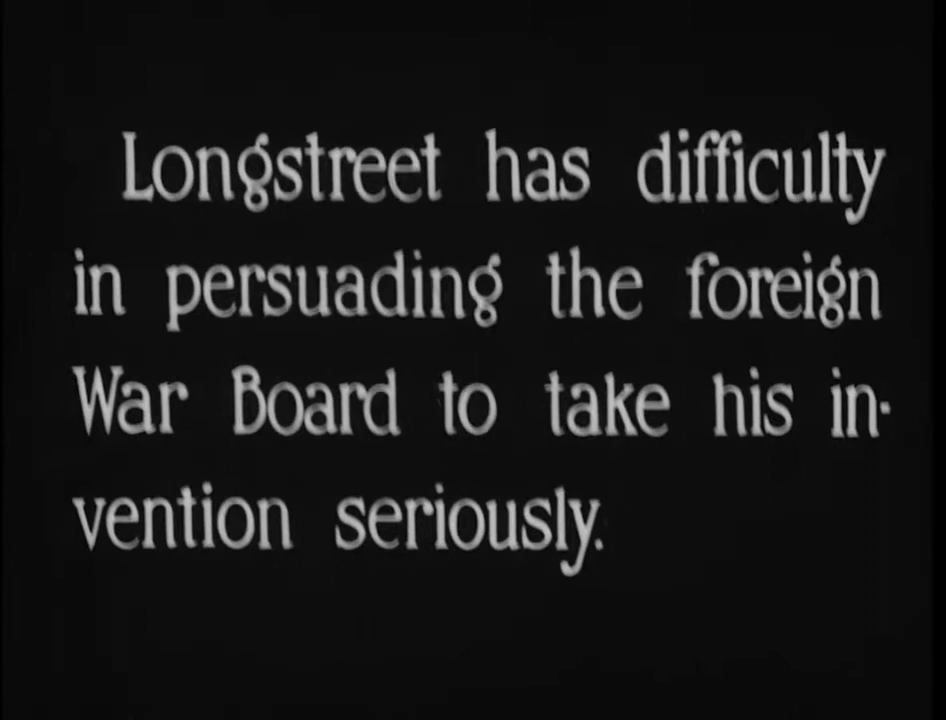 Longstreet has difficulty
in persuading the foreign
War Board to take his in-
vention seriously.